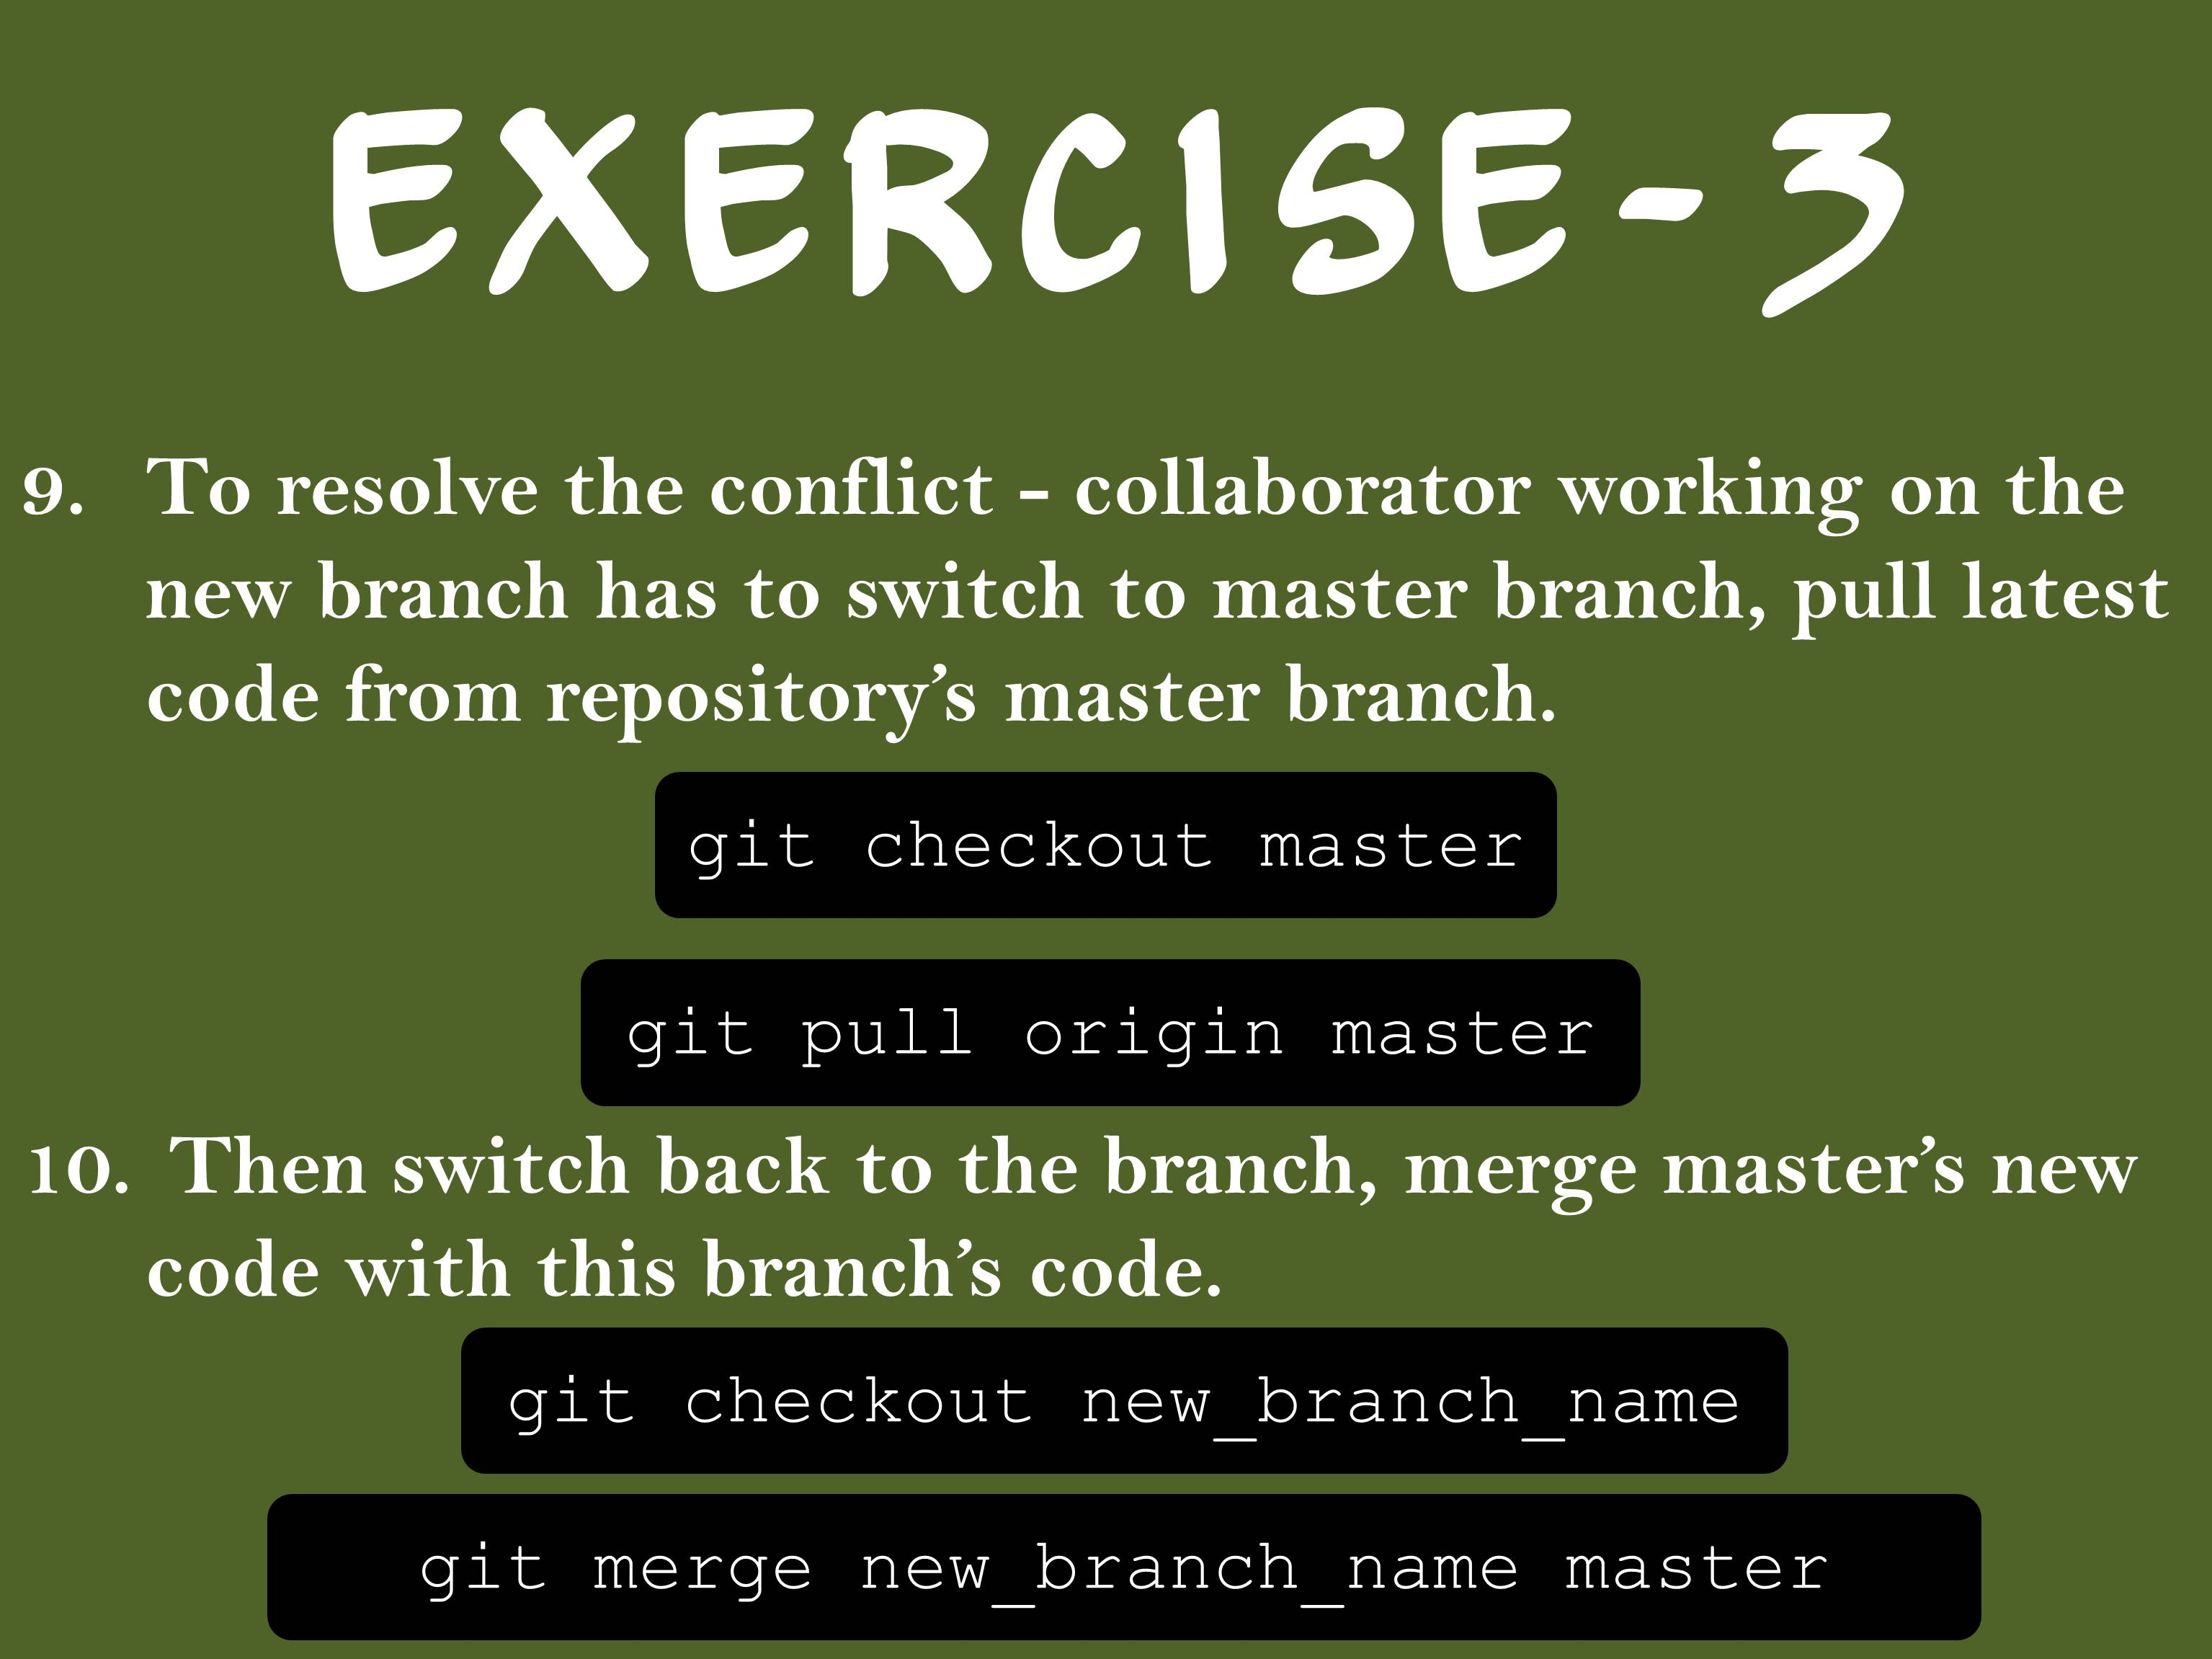 EXERCISE-3
9. To resolve the conflict – collaborator working on the
new branch has to switch to master branch, pull latest
code from repository’s master branch.
git checkout master
git pull origin master
10. Then switch back to the branch, merge master’s new
code with this branch’s code.
git checkout new_branch_name
git merge new_branch_name master